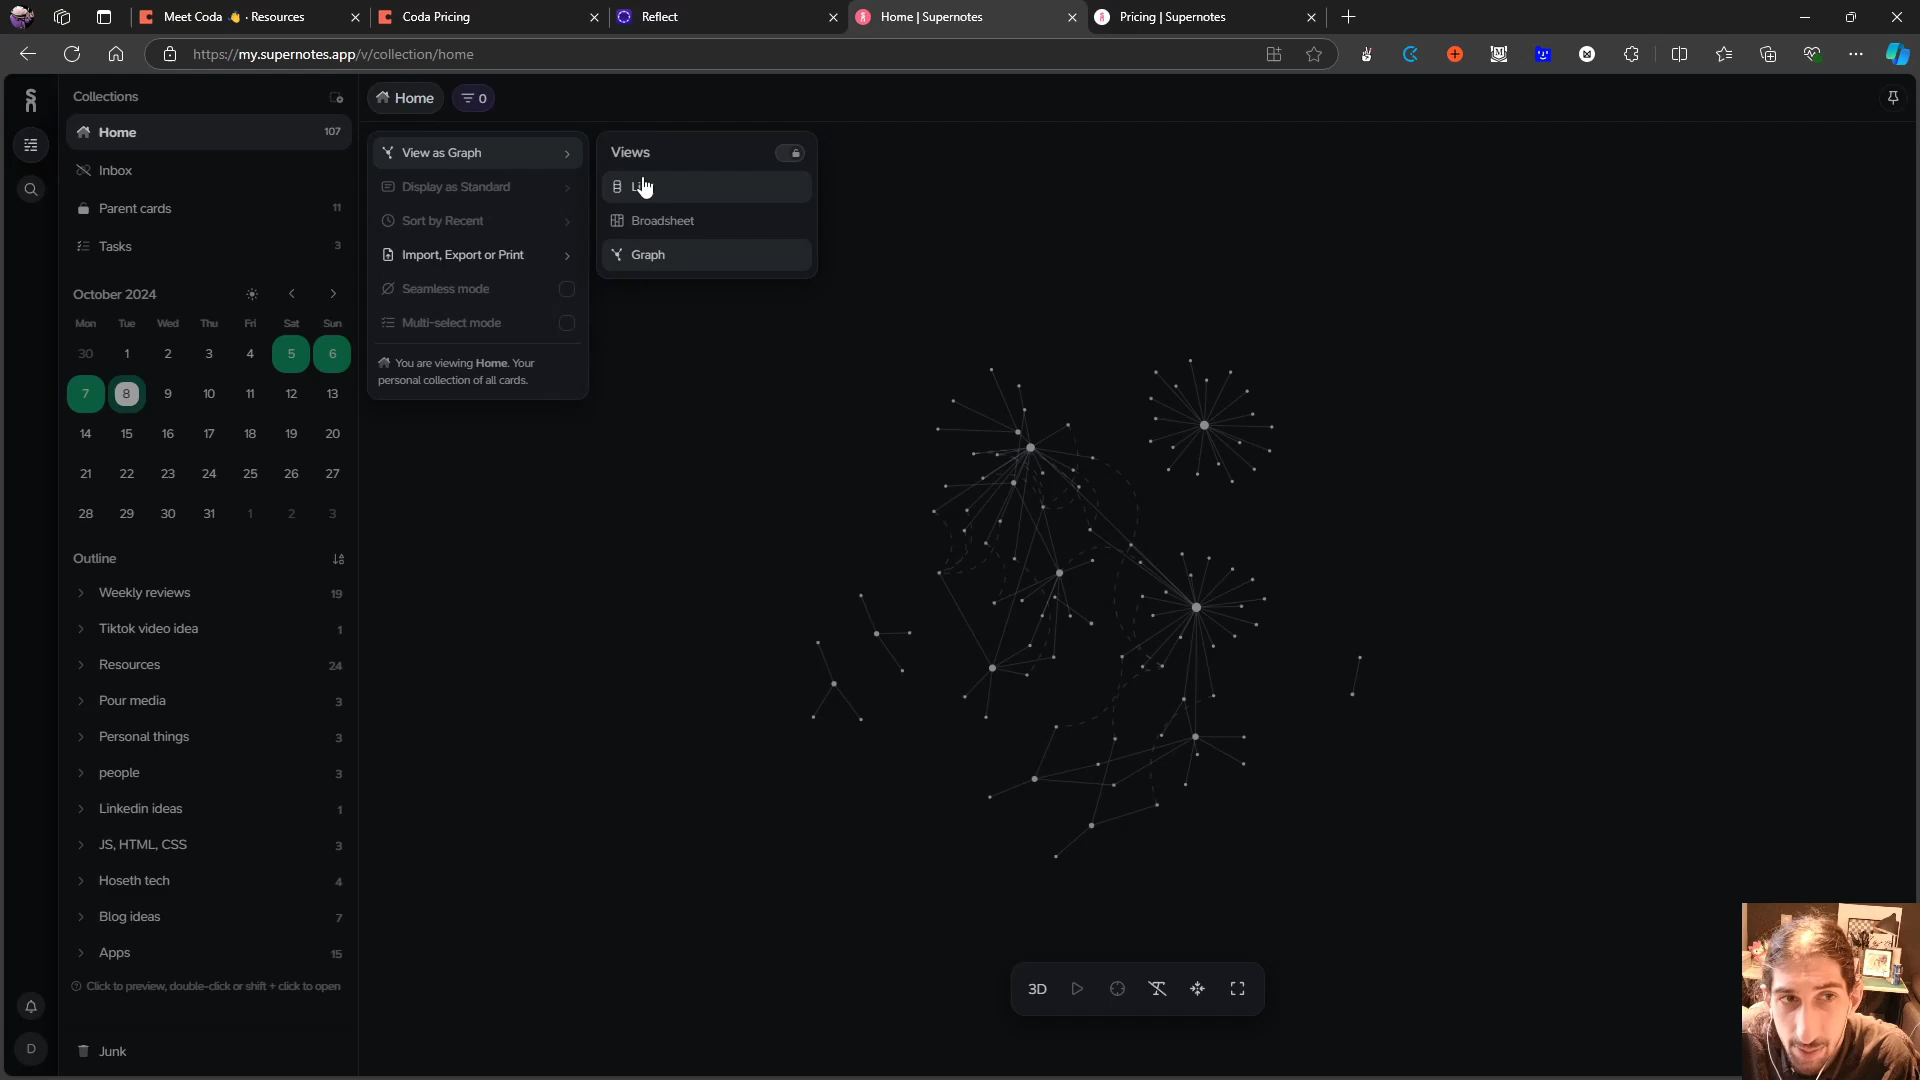 Meet Coda 👋 · Resources
Coda Pricing
Reflect
Home | Supernotes
Pricing | Supernotes
https://my.supernotes.app/v/collection/home
Collections
Home 107
Inbox
Parent cards 11
Tasks 3
October 2024
Mon Tue Wed Thu Fri Sat Sun
30 1 2 3 4 5 6
7 8 9 10 11 12 13
14 15 16 17 18 19 20
21 22 23 24 25 26 27
28 29 30 31 1 2 3
Outline
Weekly reviews 19
Tiktok video idea 1
Resources 24
Pour media 3
Personal things 3
people 3
Linkedin ideas 1
JS, HTML, CSS 3
Hoseth tech 4
Blog ideas 7
Apps 15
Click to preview, double-click or shift + click to open
D
Junk
Home 0
View as Graph
Display as Standard
Sort by Recent
Import, Export or Print
Seamless mode
Multi-select mode
You are viewing Home. Your
personal collection of all cards.
Views
Broadsheet
Graph
3D